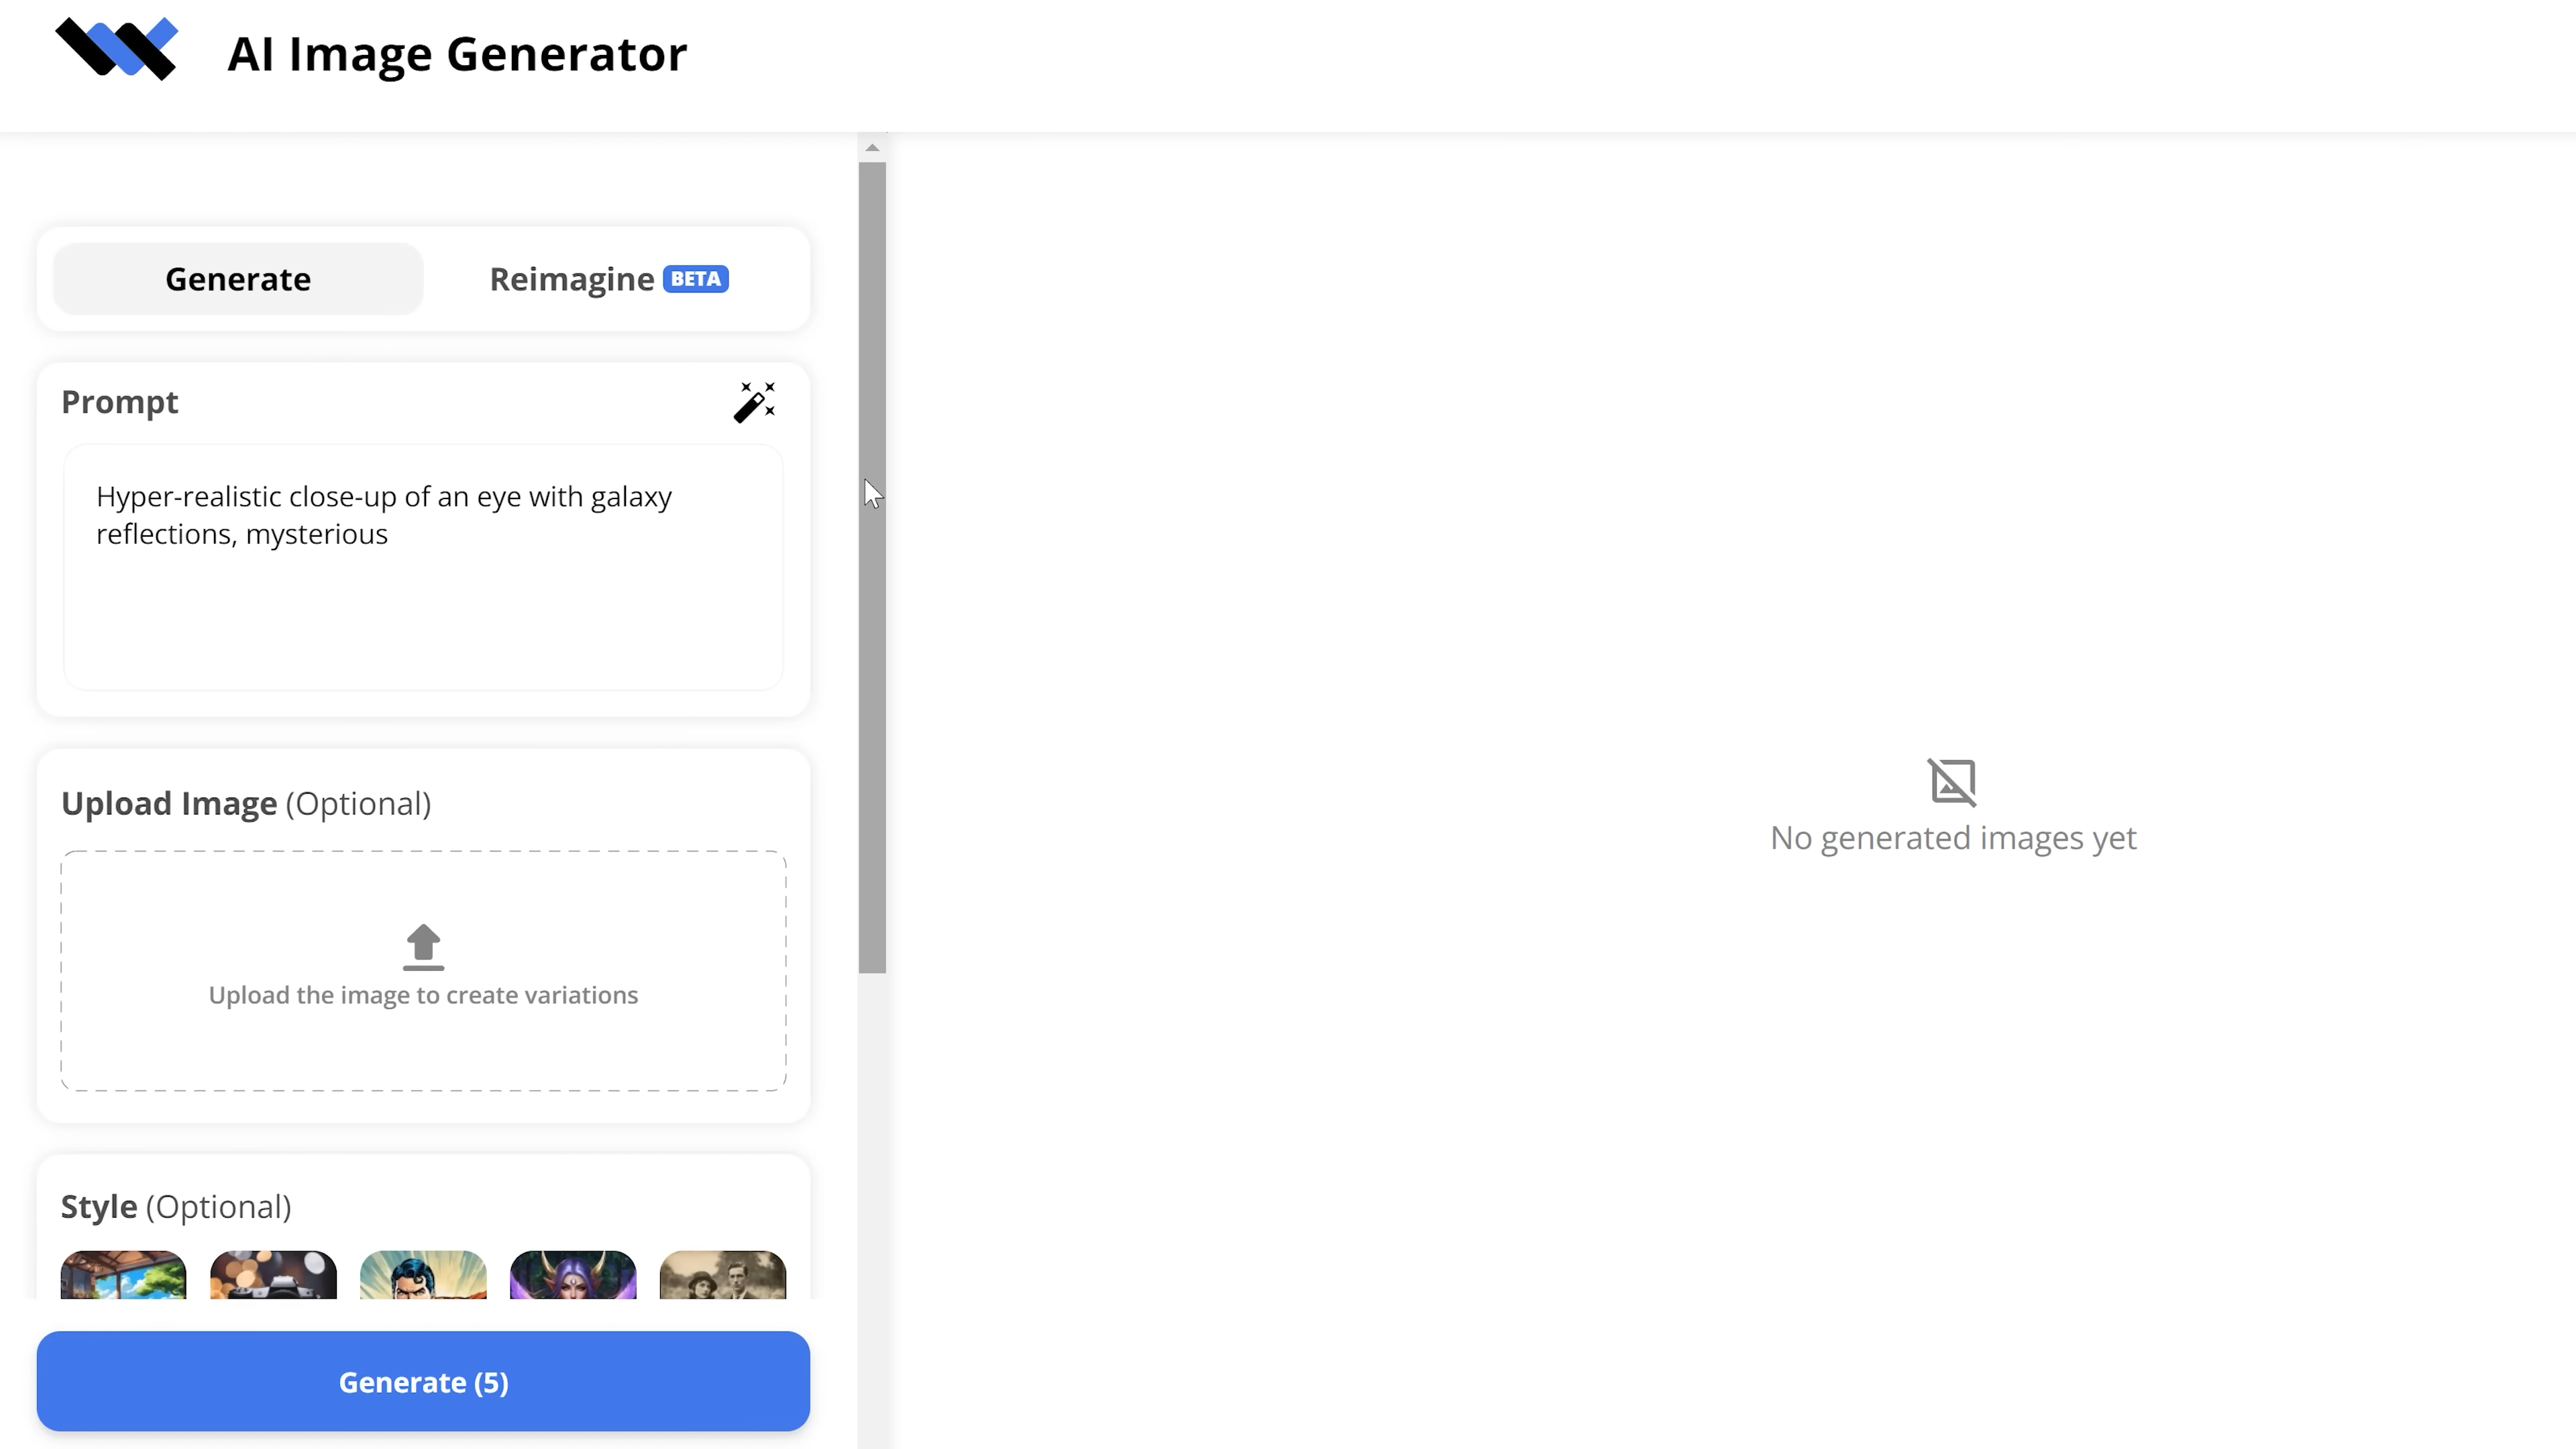 AI Image Generator
Generate
Reimagine BETA
Prompt
Hyper-realistic close-up of an eye with galaxy
reflections, mysterious
Upload Image (Optional)
Upload the image to create variations
Style (Optional)
Generate (5)
No generated images yet